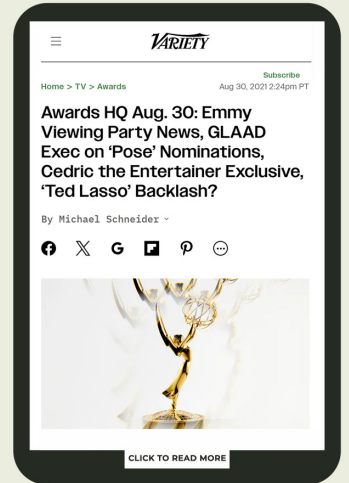 VARIETY
Subscribe
Home > TV > Awards
Aug 30, 2021 2:24pm PT
Awards HQ Aug. 30: Emmy
Viewing Party News, GLAAD
Exec on ‘Pose’ Nominations,
Cedric the Entertainer Exclusive,
‘Ted Lasso’ Backlash?
By Michael Schneider
CLICK TO READ MORE